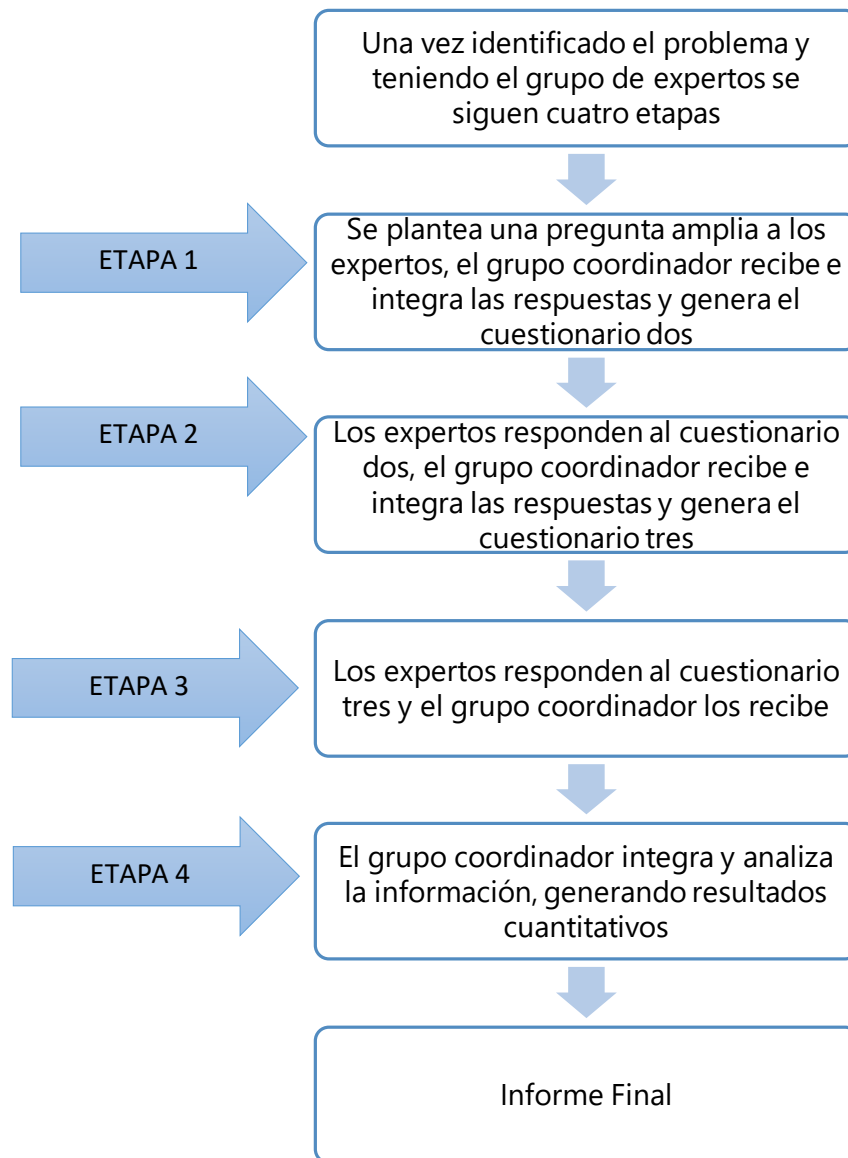 Una vez identificado el problema y
teniendo el grupo de expertos se
siguen cuatro etapas
ETAPA 1
Se plantea una pregunta amplia a los
expertos, el grupo coordinador recibe e
integra las respuestas y genera el
cuestionario dos
ETAPA 2
Los expertos responden al cuestionario
dos, el grupo coordinador recibe e
integra las respuestas y genera el
cuestionario tres
ETAPA 3
Los expertos responden al cuestionario
tres y el grupo coordinador los recibe
ETAPA 4
El grupo coordinador integra y analiza
la información, generando resultados
cuantitativos
Informe Final